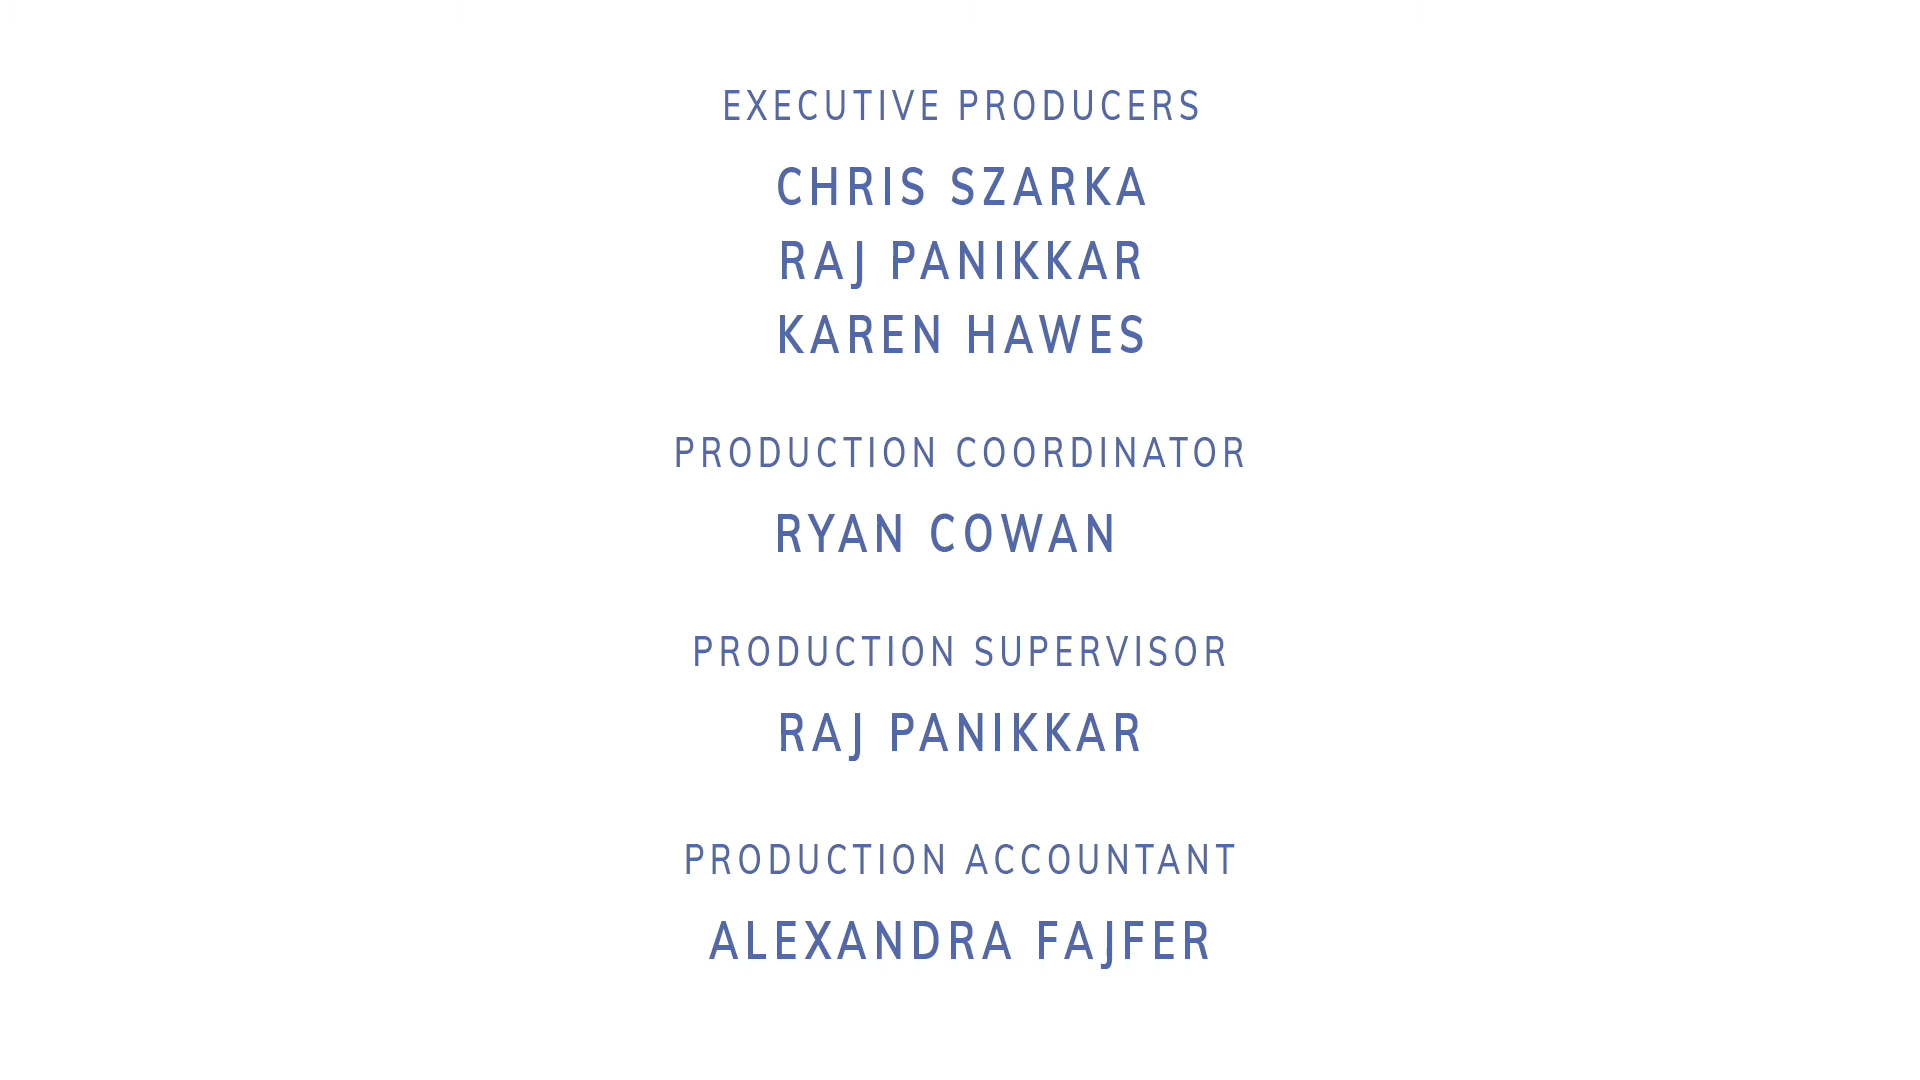 EXECUTIVE PRODUCERS
CHRIS SZARKA
RAJ PANIKKAR
KAREN HAWES
PRODUCTION COORDINATOR
RYAN COWAN
PRODUCTION SUPERVISOR
RAJ PANIKKAR
PRODUCTION ACCOUNTANT
ALEXANDRA FAJFER